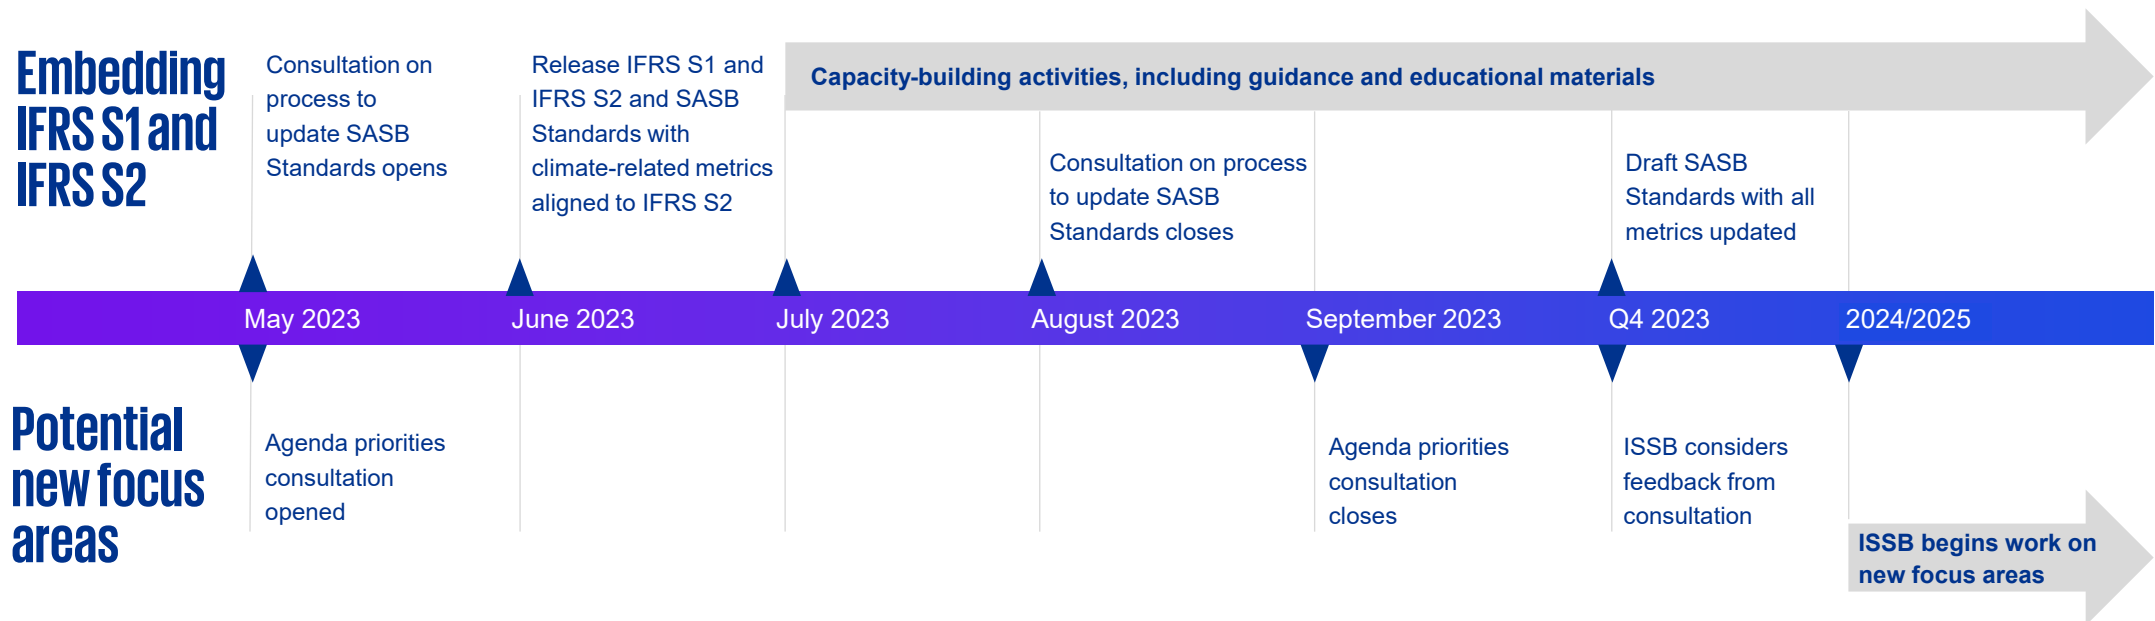 Embedding
IFRS S1 and
IFRS S2
Consultation on
process to
update SASB
Standards opens
Release IFRS S1 and
IFRS S2 and SASB
Standards with
climate-related metrics
aligned to IFRS S2
Capacity-building activities, including guidance and educational materials
Consultation on process
to update SASB
Standards closes
Draft SASB
Standards with all
metrics updated
May 2023
June 2023
July 2023
August 2023
September 2023
Q4 2023
2024/2025
Potential
new focus
areas
Agenda priorities
consultation
opened
Agenda priorities
consultation
closes
ISSB considers
feedback from
consultation
ISSB begins work on
new focus areas